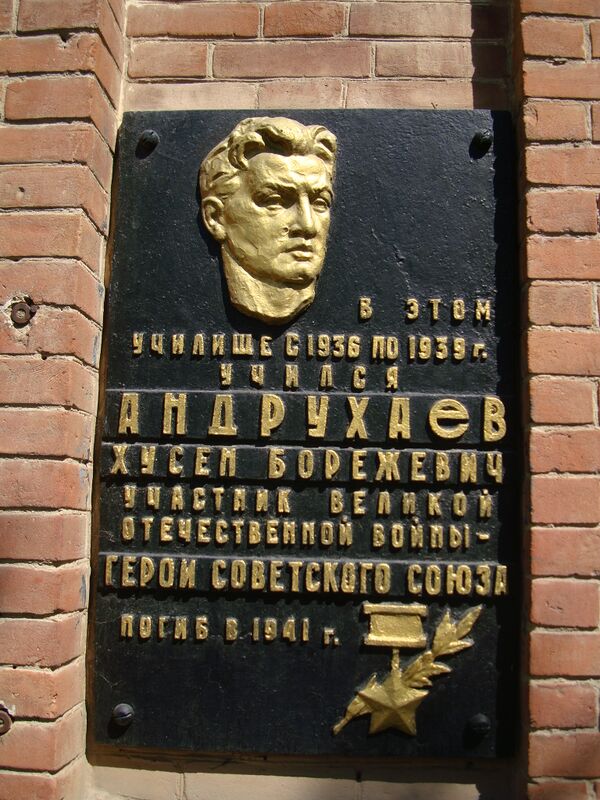 В ЭТОМ
УЧИЛИЩЕ С 1936 ПО 1939 г.
УЧИЛСЯ
АНДРУХАЕВ
ХУСЕН БОРЕЖЕВИЧ
УЧАСТНИК ВЕЛИКОЙ
ОТЕЧЕСТВЕННОЙ ВОЙНЫ -
ГЕРОЙ СОВЕТСКОГО СОЮЗА
ПОГИБ В 1941 г.